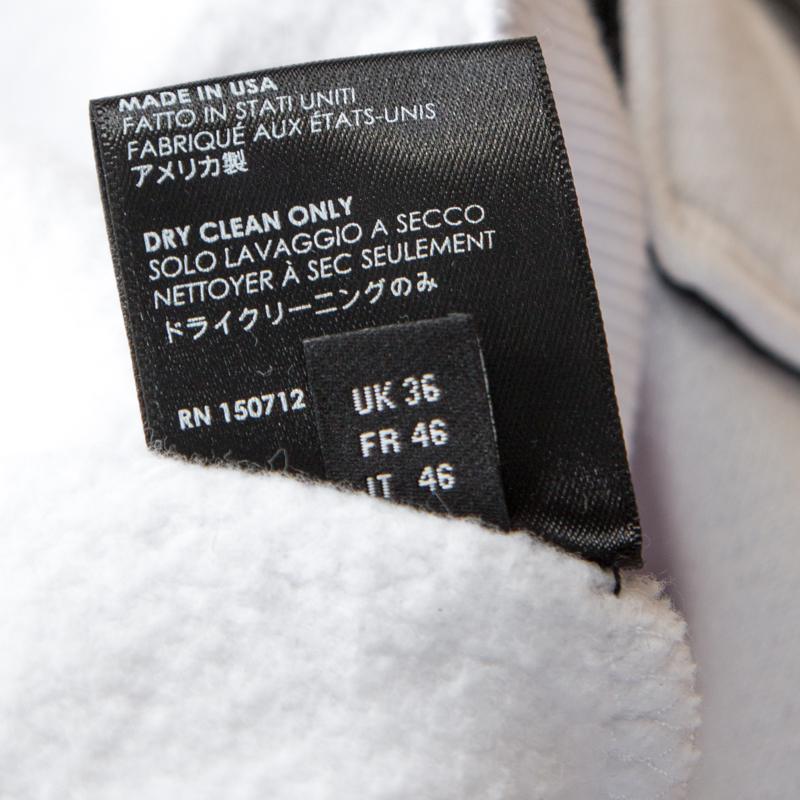 MADE IN USA
FATTO IN STATI UNITI
FABRIQUÉ AUX ÉTATS-UNIS
アメリカ製
DRY CLEAN ONLY
SOLO LAVAGGIO A SECCO
NETTOYER À SEC SEULEMENT
ドライクリーニングのみ
RN 150712
UK 36
FR 46
IT 46